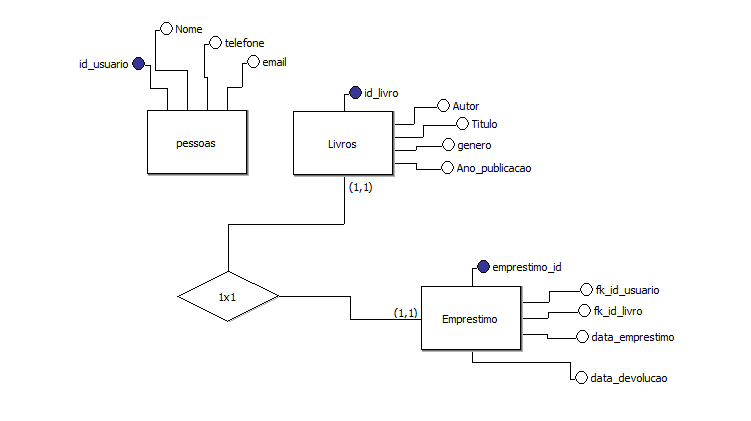 Nome
telefone
id_usuario
email
pessoas
id_livro
Autor
Titulo
genero
Ano_publicacao
Livros
(1,1)
1x1
(1,1)
emprestimo_id
fk_id_usuario
fk_id_livro
data_emprestimo
data_devolucao
Emprestimo